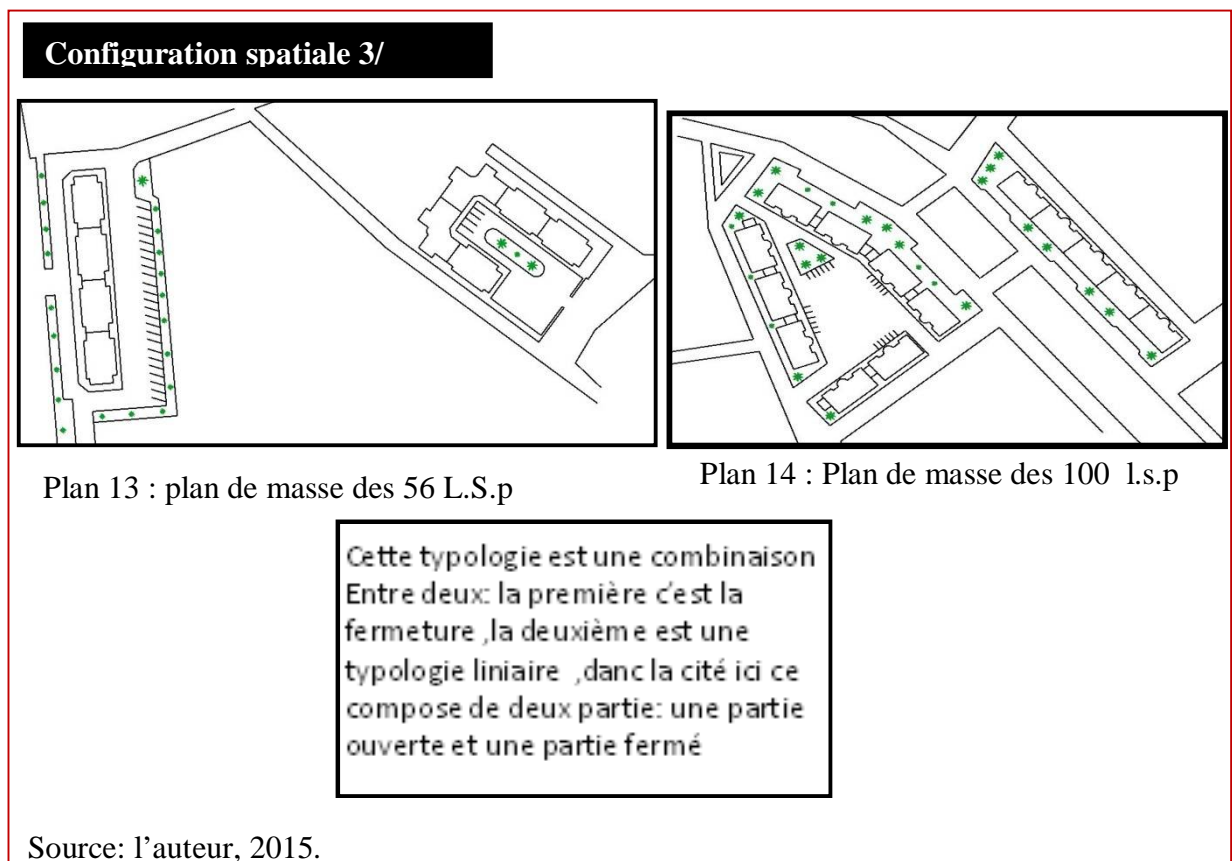 Configuration spatiale 3/
Plan 13 : plan de masse des 56 L.S.p
Plan 14 : Plan de masse des 100 l.s.p
Cette typologie est une combinaison
Entre deux: la première c'est la
fermeture ,la deuxième est une
typologie liniaire ,danc la cité ici ce
compose de deux partie: une partie
ouverte et une partie fermé
Source: l'auteur, 2015.